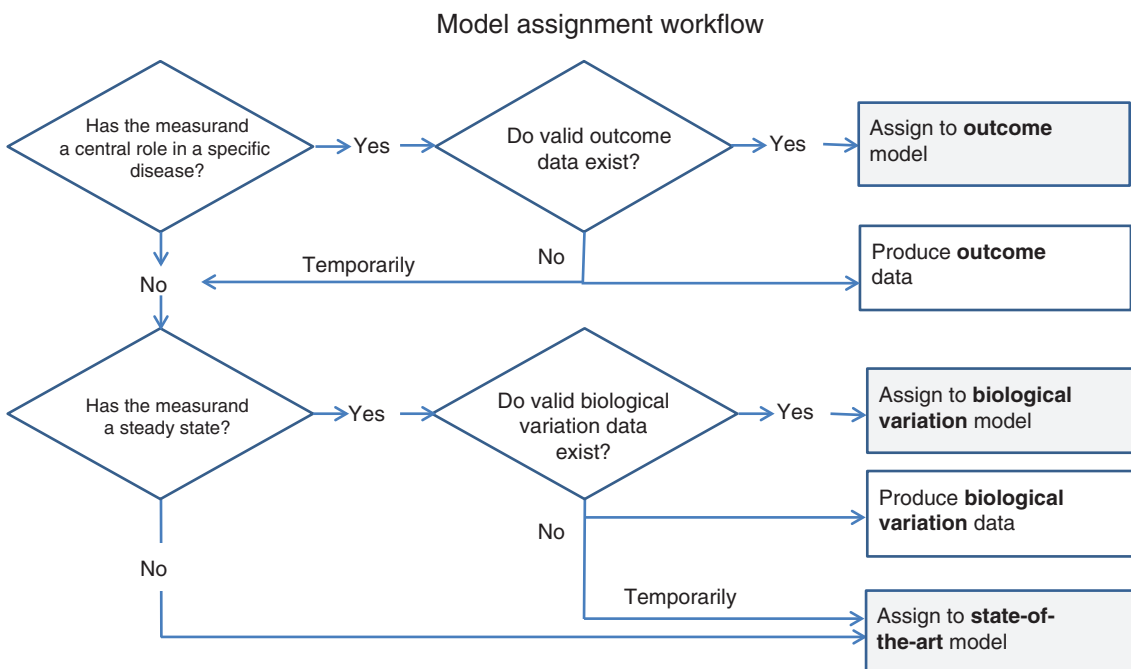 Model assignment workflow
Has the measurand
a central role in a specific
disease?
Yes
Do valid outcome
data exist?
Yes
Assign to outcome
model
No
Temporarily
No
Produce outcome
data
Has the measurand
a steady state?
Yes
Do valid biological
variation data
exist?
Yes
Assign to biological
variation model
No
Produce biological
variation data
No
Temporarily
Assign to state-of-
the-art model